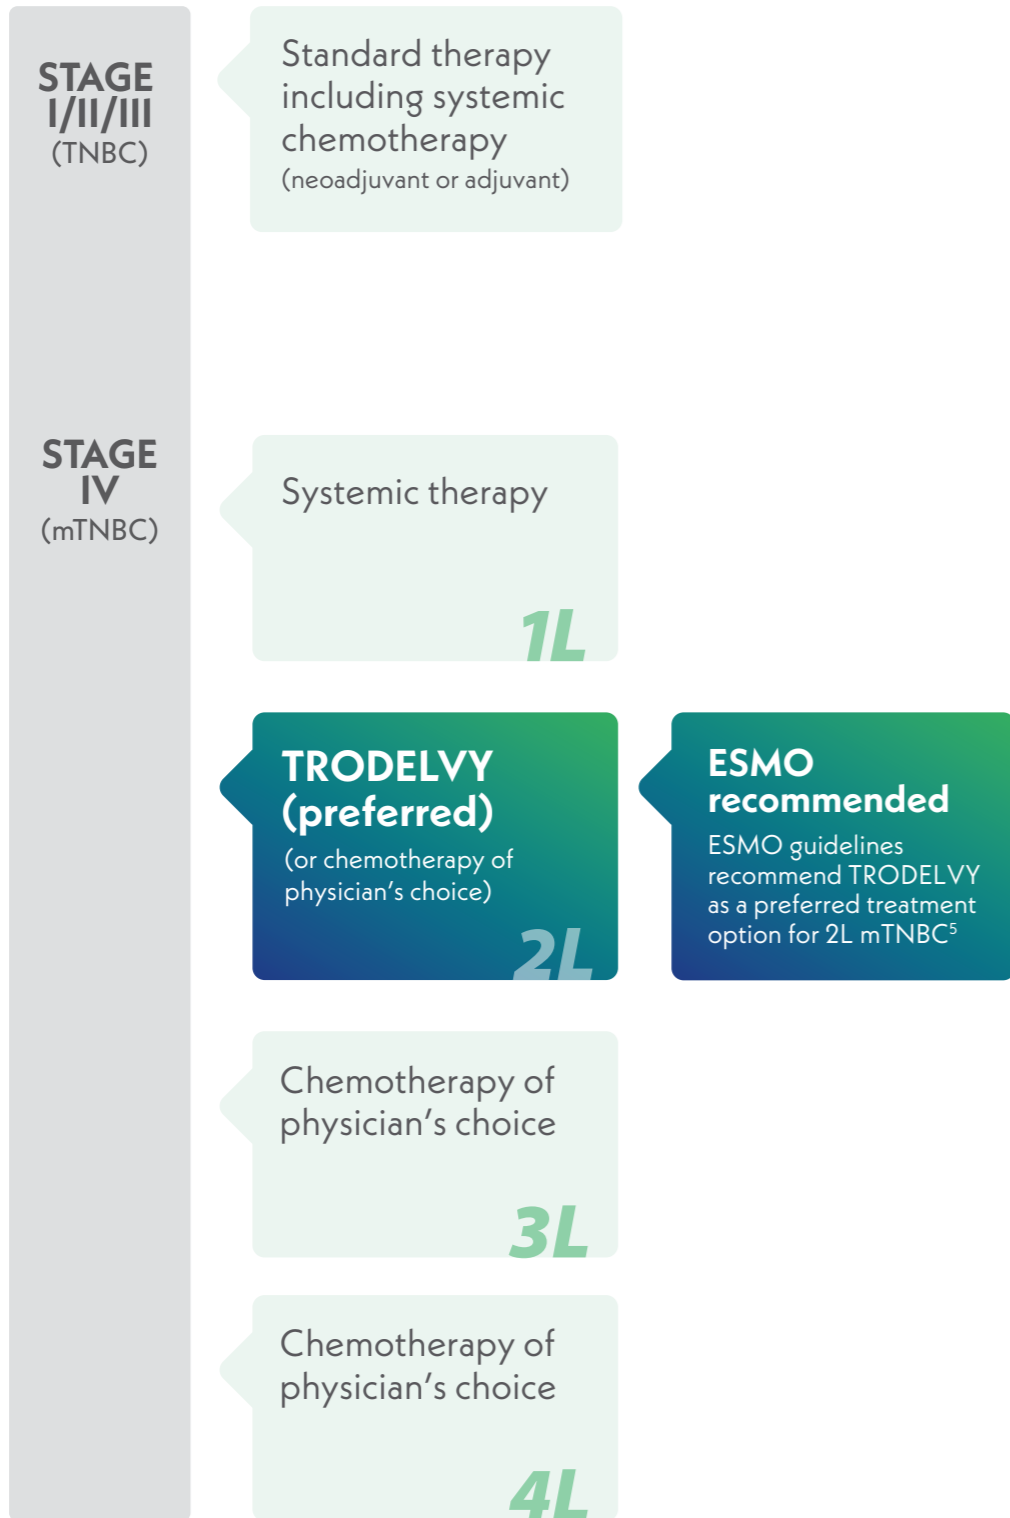 STAGE
I/II/III
(TNBC)
Standard therapy
including systemic
chemotherapy
(neoadjuvant or adjuvant)
STAGE
IV
(mTNBC)
Systemic therapy
1L
TRODELVY
(preferred)
(or chemotherapy of
physician's choice)
2L
ESMO
recommended
ESMO guidelines
recommend TRODELVY
as a preferred treatment
option for 2L mTNBC⁵
Chemotherapy of
physician's choice
3L
Chemotherapy of
physician's choice
4L